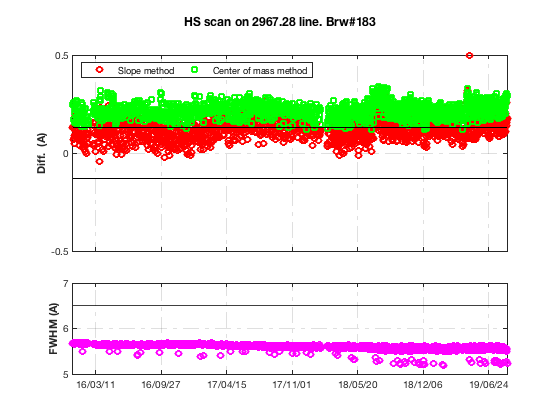 HS scan on 2967.28 line. Brw#183
0.5
Slope method
Center of mass method
Diff. (A)
0
-0.5
7
FWHM (A)
6
5
16/03/11 16/09/27 17/04/15 17/11/01 18/05/20 18/12/06 19/06/24